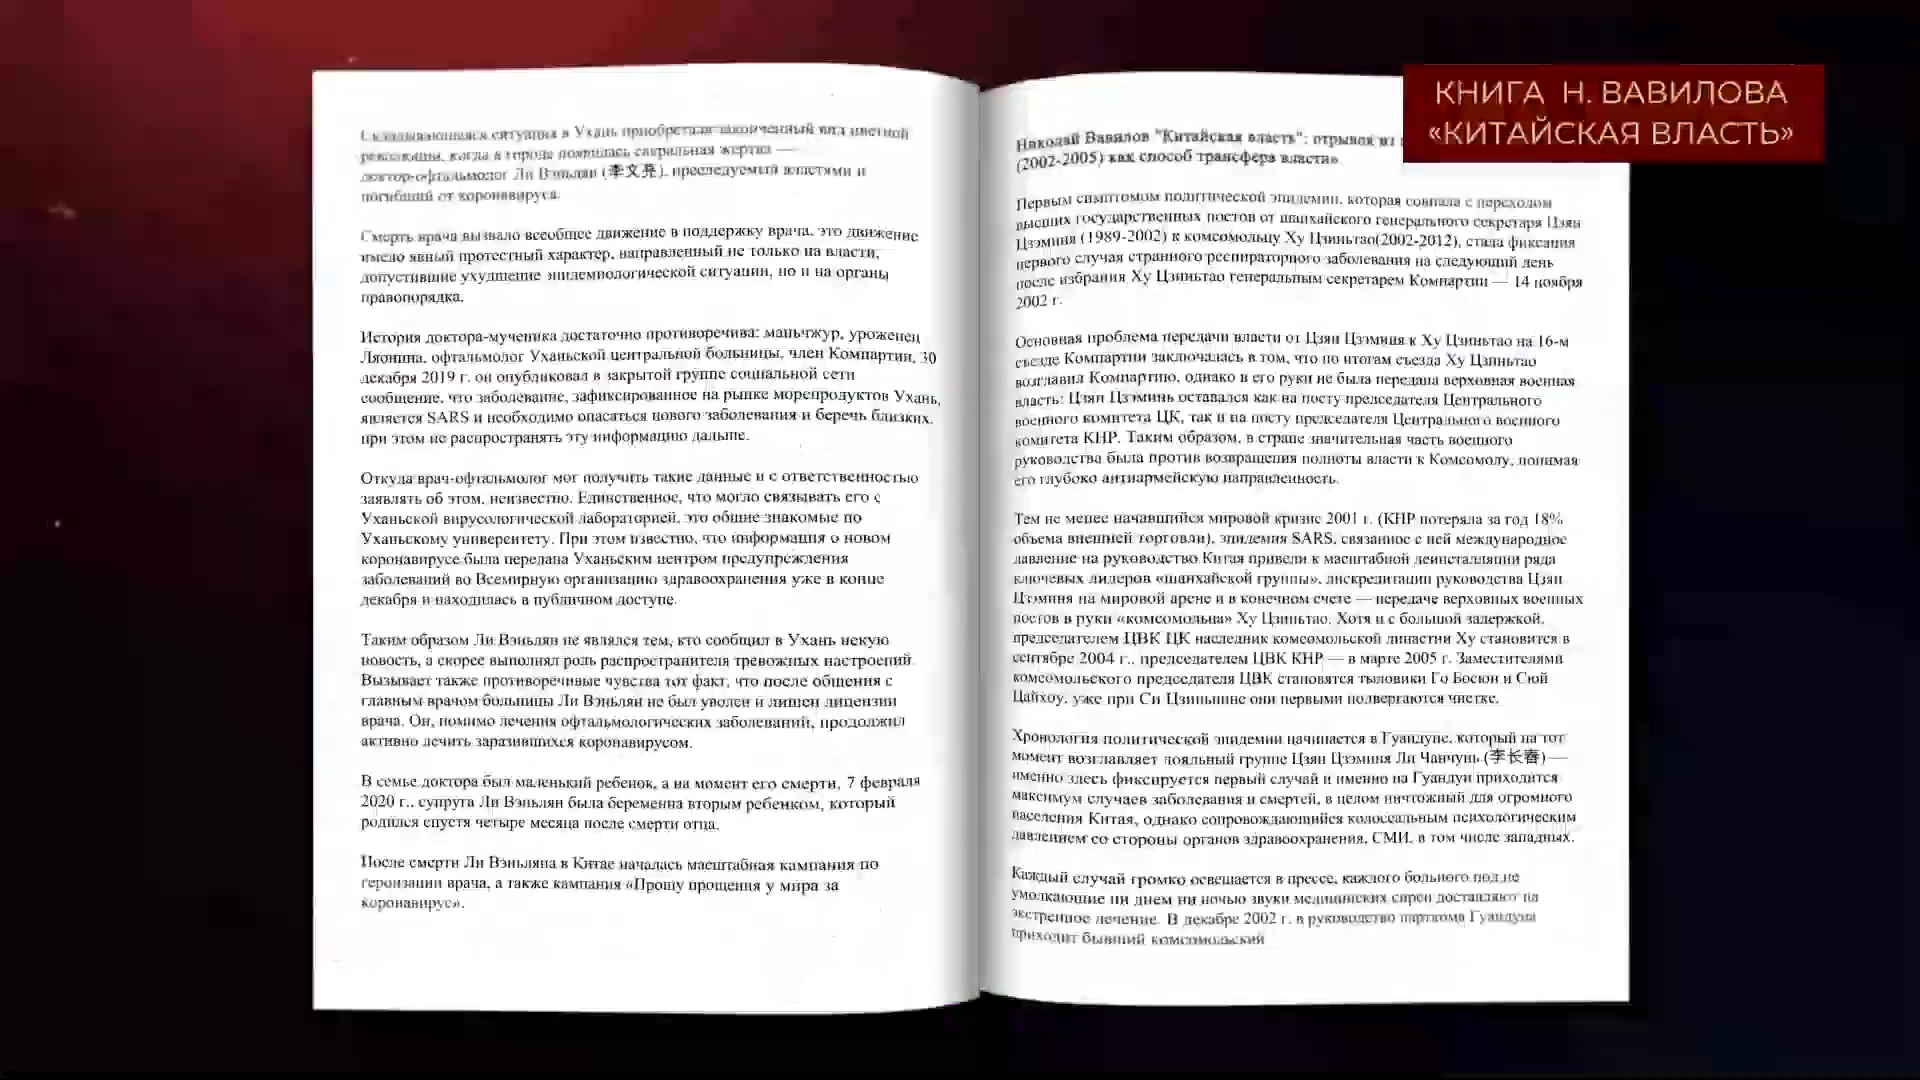 Складывающаяся ситуация в Ухань приобретала законченный вид цветной
революции, когда в городе появилась сакральная жертва —
доктор-офтальмолог Ли Вэньлян (李文亮), преследуемый властями и
погибший от коронавируса.
Смерть врача вызвало всеобщее движение в поддержку врача, это движение
имело явный протестный характер, направленный не только на власти,
допустившие ухудшение эпидемиологической ситуации, но и на органы
правопорядка.
История доктора-мученика достаточно противоречива: маньчжур, уроженец
Ляонина, офтальмолог Уханьской центральной больницы, член Компартии, 30
декабря 2019 г. он опубликовал в закрытой группе социальной сети
сообщение, что заболевание, зафиксированное на рынке морепродуктов Ухань,
является SARS и необходимо опасаться нового заболевания и беречь близких,
при этом не распространять эту информацию дальше.
Откуда врач-офтальмолог мог получить такие данные и с ответственностью
заявлять об этом, неизвестно. Единственное, что могло связывать его с
Уханьской вирусологической лабораторией, это общие знакомые по
Уханьскому университету. При этом известно, что информация о новом
коронавирусе была передана Уханьским центром предупреждения
заболеваний во Всемирную организацию здравоохранения уже в конце
декабря и находилась в публичном доступе.
Таким образом Ли Вэньлян не являлся тем, кто сообщил в Ухань некую
новость, а скорее выполнял роль распространителя тревожных настроений.
Вызывает также противоречивые чувства тот факт, что после общения с
главным врачом больницы Ли Вэньлян не был уволен и лишен лицензии
врача. Он, помимо лечения офтальмологических заболеваний, продолжил
активно лечить заразившихся коронавирусом.
В семье доктора был маленький ребенок, а на момент его смерти, 7 февраля
2020 г., супруга Ли Вэньлян была беременна вторым ребенком, который
родился спустя четыре месяца после смерти отца.
После смерти Ли Вэньляна в Китае началась масштабная кампания по
героизации врача, а также кампания «Прошу прощения у мира за
коронавирус».
КНИГА Н. ВАВИЛОВА
«КИТАЙСКАЯ ВЛАСТЬ»
Николай Вавилов "Китайская власть": отрывок из
(2002-2005) как способ трансфера власти»
Первым симптомом политической эпидемии, которая совпала с переходом
высших государственных постов от шанхайского генерального секретаря Цзян
Цзэминя (1989-2002) к комсомольцу Ху Цзиньтао(2002-2012), стала фиксация
первого случая странного респираторного заболевания на следующий день
после избрания Ху Цзиньтао генеральным секретарем Компартии — 14 ноября
2002 г.
Основная проблема передачи власти от Цзян Цзэминя к Ху Цзиньтао на 16-м
съезде Компартии заключалась в том, что по итогам съезда Ху Цзиньтао
возглавил Компартию, однако в его руки не была передана верховная военная
власть: Цзян Цзэминь оставался как на посту председателя Центрального
военного комитета ЦК, так и на посту председателя Центрального военного
комитета КНР. Таким образом, в стране значительная часть военного
руководства была против возвращения полноты власти к Комсомолу, понимая
его глубоко антиармейскую направленность.
Тем не менее начавшийся мировой кризис 2001 г. (КНР потеряла за год 18%
объема внешней торговли), эпидемия SARS, связанное с ней международное
давление на руководство Китая привели к масштабной деинсталляции ряда
ключевых лидеров «шанхайской группы», дискредитации руководства Цзян
Цзэминя на мировой арене и в конечном счете — передаче верховных военных
постов в руки «комсомольца» Ху Цзиньтао. Хотя и с большой задержкой,
председателем ЦВК ЦК наследник комсомольской династии Ху становится в
сентябре 2004 г., председателем ЦВК КНР — в марте 2005 г. Заместителями
комсомольского председателя ЦВК становятся тыловики Го Босюн и Сюй
Цайхоу, уже при Си Цзиньпине они первыми подвергаются чистке.
Хронология политической эпидемии начинается в Гуандуне, который на тот
момент возглавляет лояльный группе Цзян Цзэминя Ли Чанчунь (李长春) —
именно здесь фиксируется первый случай и именно на Гуандун приходится
максимум случаев заболевания и смертей, в целом ничтожный для огромного
населения Китая, однако сопровождающийся колоссальным психологическим
давлением со стороны органов здравоохранения, СМИ, в том числе западных.
Каждый случай громко освещается в прессе, каждого больного под не
умолкающие ни днем ни ночью звуки медицинских сирен доставляют на
экстренное лечение. В декабре 2002 г. в руководство парткома Гуандуна
приходит бывший комсомольский